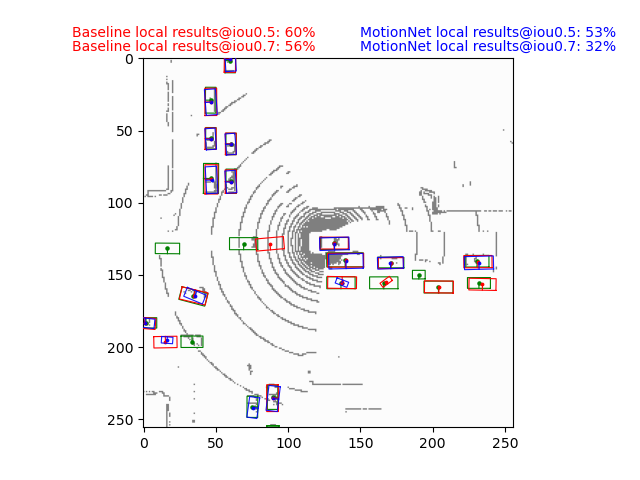 Baseline local results@iou0.5: 60%
Baseline local results@iou0.7: 56%
MotionNet local results@iou0.5: 53%
MotionNet local results@iou0.7: 32%
0
50
100
150
200
250
0 50 100 150 200 250